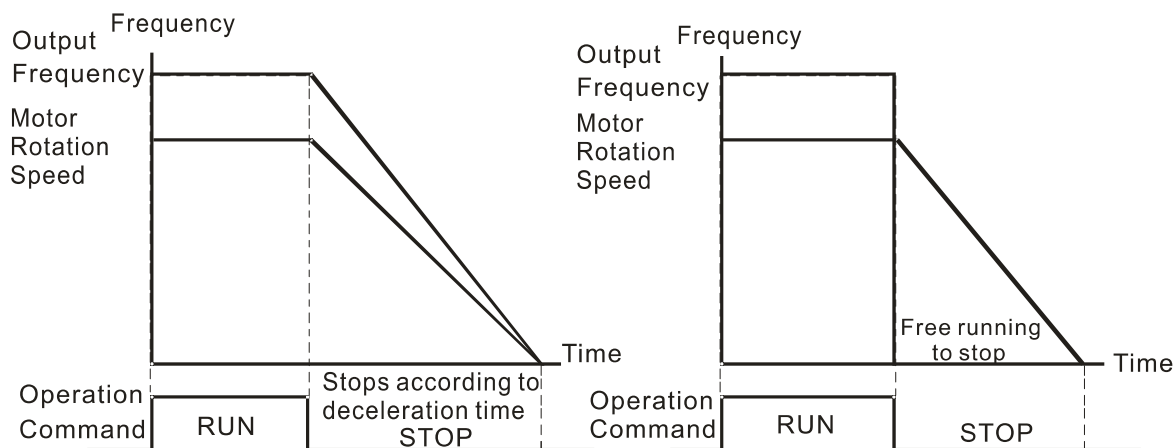 Frequency
Output
Frequency
Motor
Rotation
Speed
Time
Stops according to
deceleration time
Operation
Command
RUN
STOP
Frequency
Output
Frequency
Motor
Rotation
Speed
Free running
to stop
Time
Operation
Command
RUN
STOP